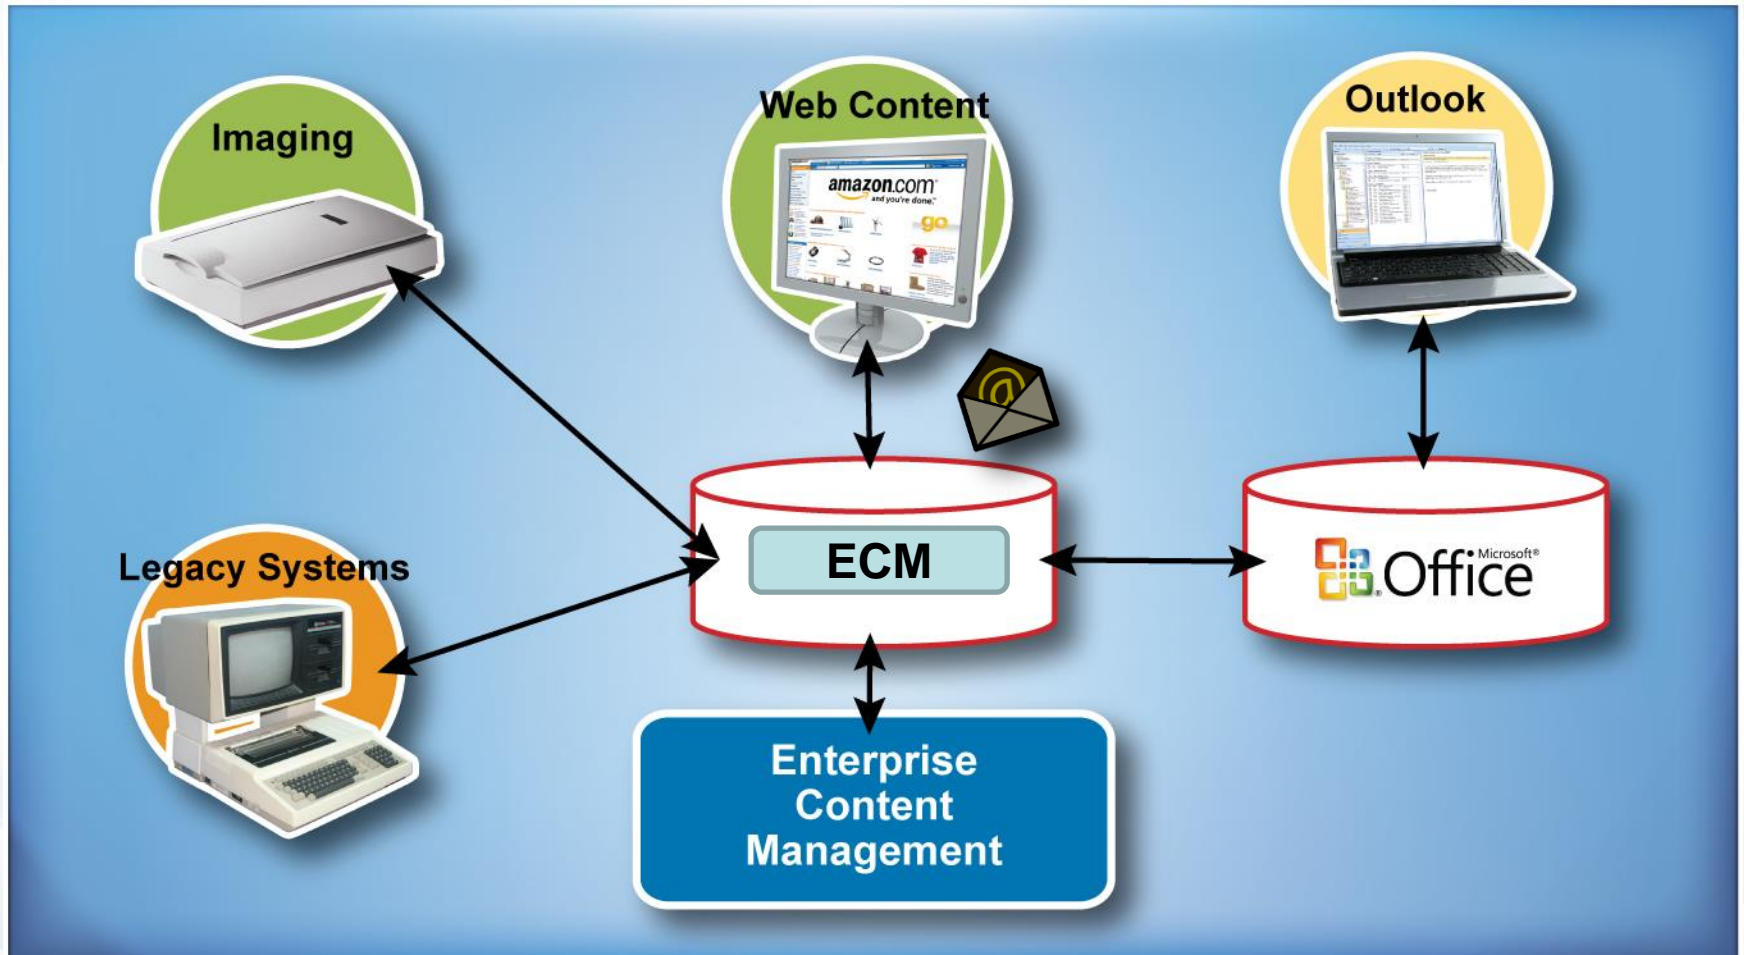 Imaging
Web Content
Outlook
amazon.com
and you're done.™
go
@
Legacy Systems
ECM
Microsoft®
Office
Enterprise
Content
Management